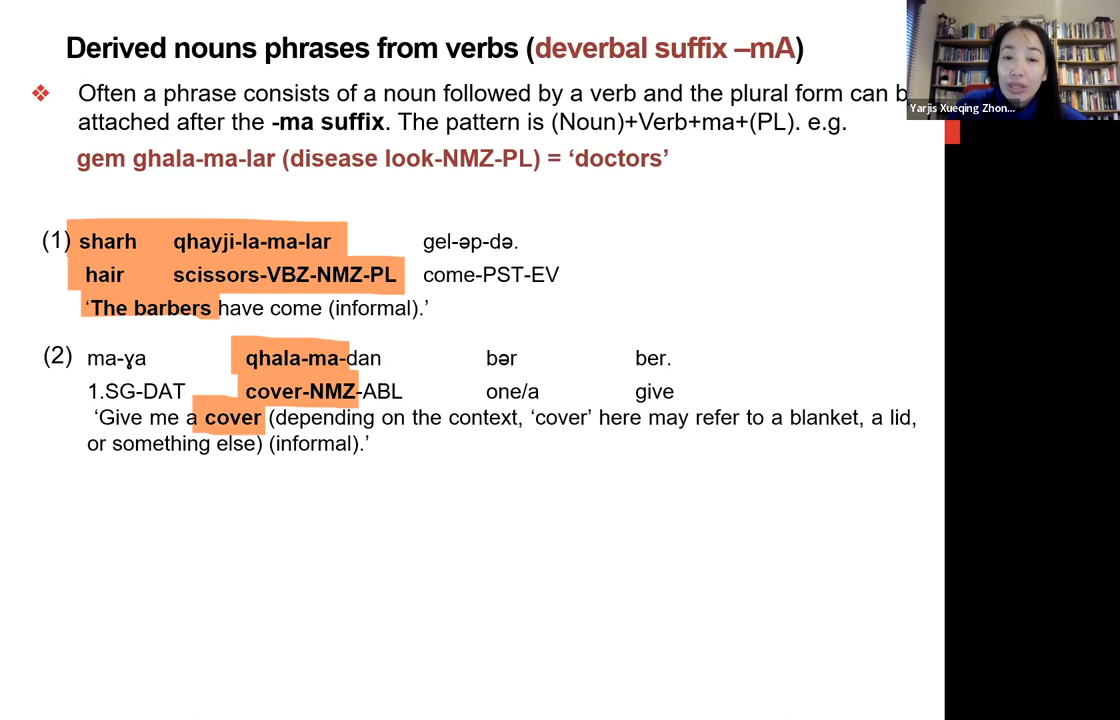 Derived nouns phrases from verbs (deverbal suffix –mA)
❖ Often a phrase consists of a noun followed by a verb and the plural form can b
attached after the -ma suffix. The pattern is (Noun)+Verb+ma+(PL). e.g.
gem ghala-ma-lar (disease look-NMZ-PL) = ‘doctors’
(1) sharh qhayji-la-ma-lar gel-əp-də.
hair scissors-VBZ-NMZ-PL come-PST-EV
‘The barbers have come (informal).’
(2) ma-ɣa qhala-ma-dan bər ber.
1.SG-DAT cover-NMZ-ABL one/a give
‘Give me a cover (depending on the context, ‘cover’ here may refer to a blanket, a lid,
or something else) (informal).’
Yarjis Xueqing Zhon...